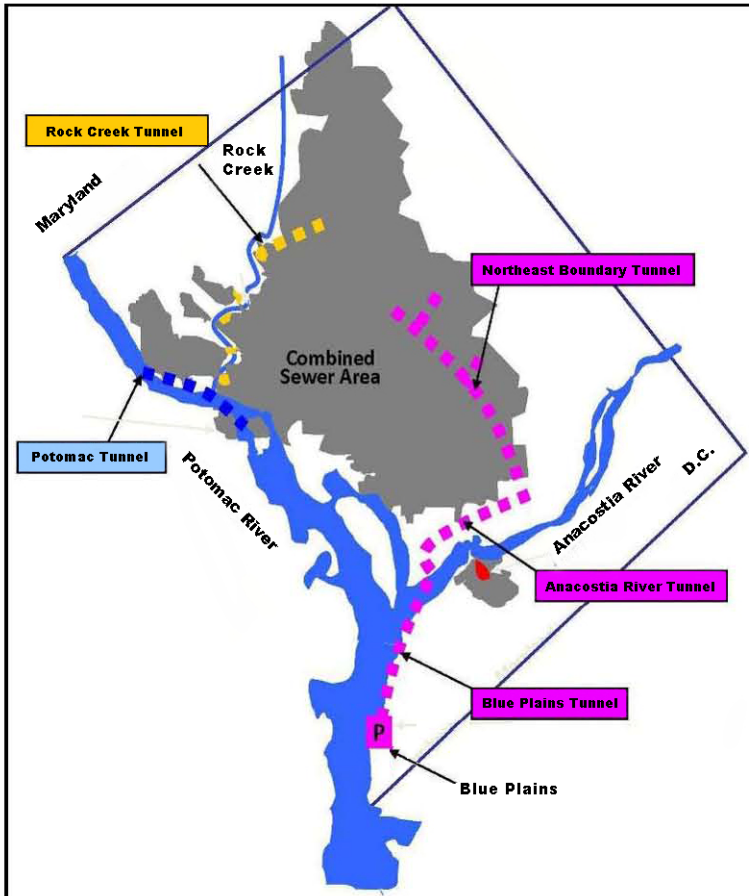 Rock Creek Tunnel
Rock
Creek
Maryland
Northeast Boundary Tunnel
Combined
Sewer Area
Potomac Tunnel
Potomac River
Anacostia River
D.C.
Anacostia River Tunnel
Blue Plains Tunnel
P
Blue Plains